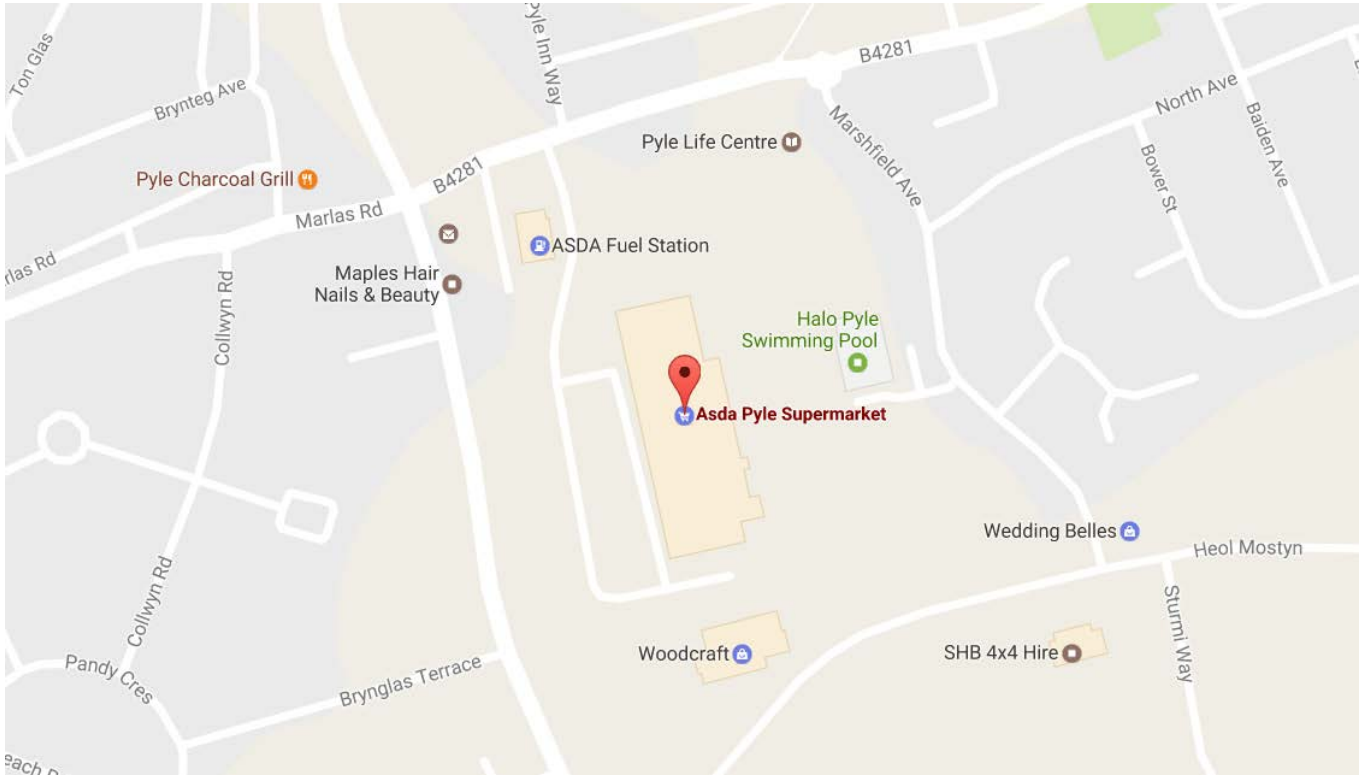 Ton Glas
Pyle Inn Way
B4281
Brynteg Ave
North Ave
Baiden Ave
Pyle Life Centre
Marshfield Ave
Bower St
Pyle Charcoal Grill
B4281
Marlas Rd
ASDA Fuel Station
Maples Hair
Nails & Beauty
Collwyn Rd
Halo Pyle
Swimming Pool
Asda Pyle Supermarket
Wedding Belles
Heol Mostyn
Collwyn Rd
Sturmi Way
Woodcraft
SHB 4x4 Hire
Pandy Cres
Brynglas Terrace